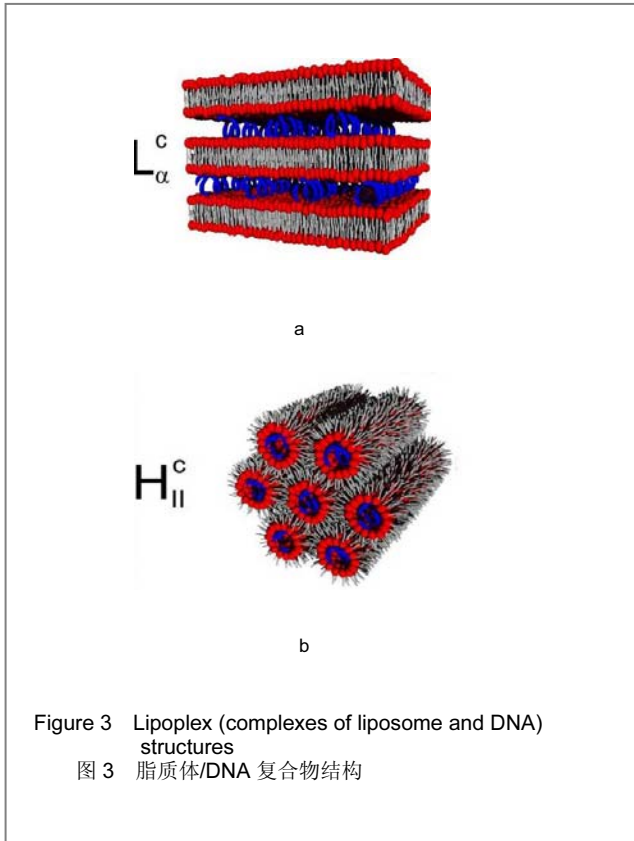 L α c
a
H II c
b
Figure 3 Lipoplex (complexes of liposome and DNA)
structures
图 3 脂质体/DNA 复合物结构